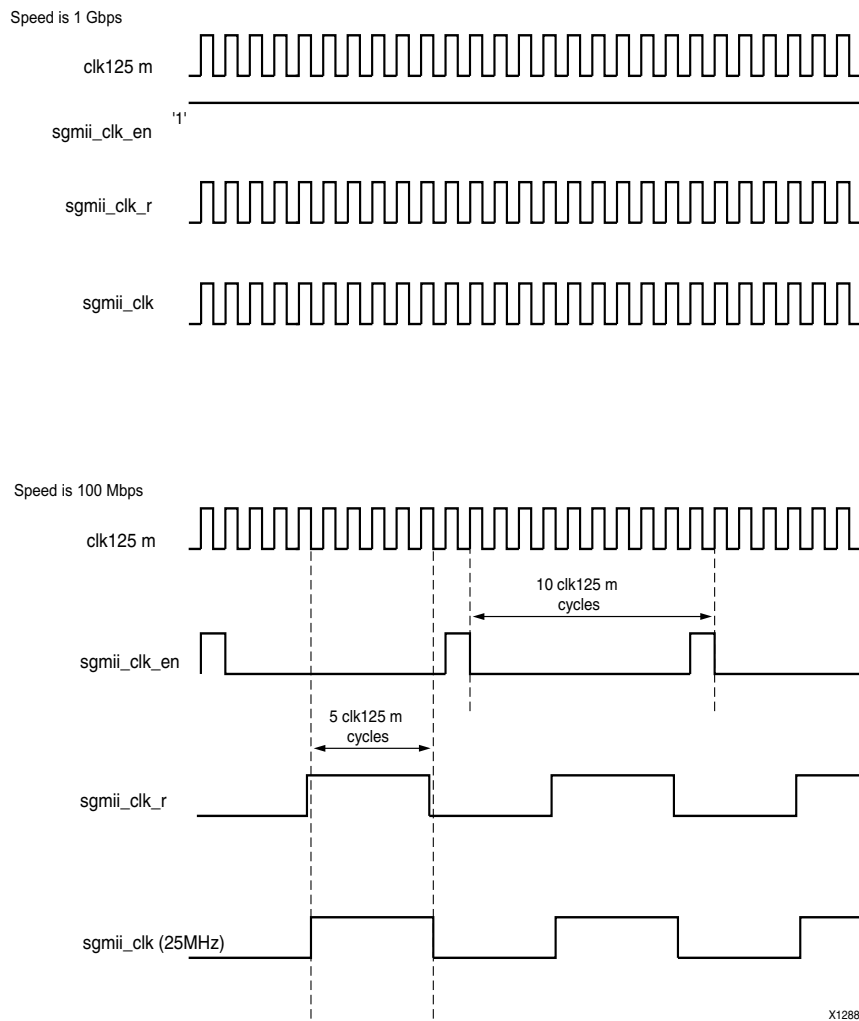 Speed is 1 Gbps
clk125 m
'1'
sgmii_clk_en
sgmii_clk_r
sgmii_clk
Speed is 100 Mbps
clk125 m
10 clk125 m
cycles
sgmii_clk_en
5 clk125 m
cycles
sgmii_clk_r
sgmii_clk (25MHz)
X1288